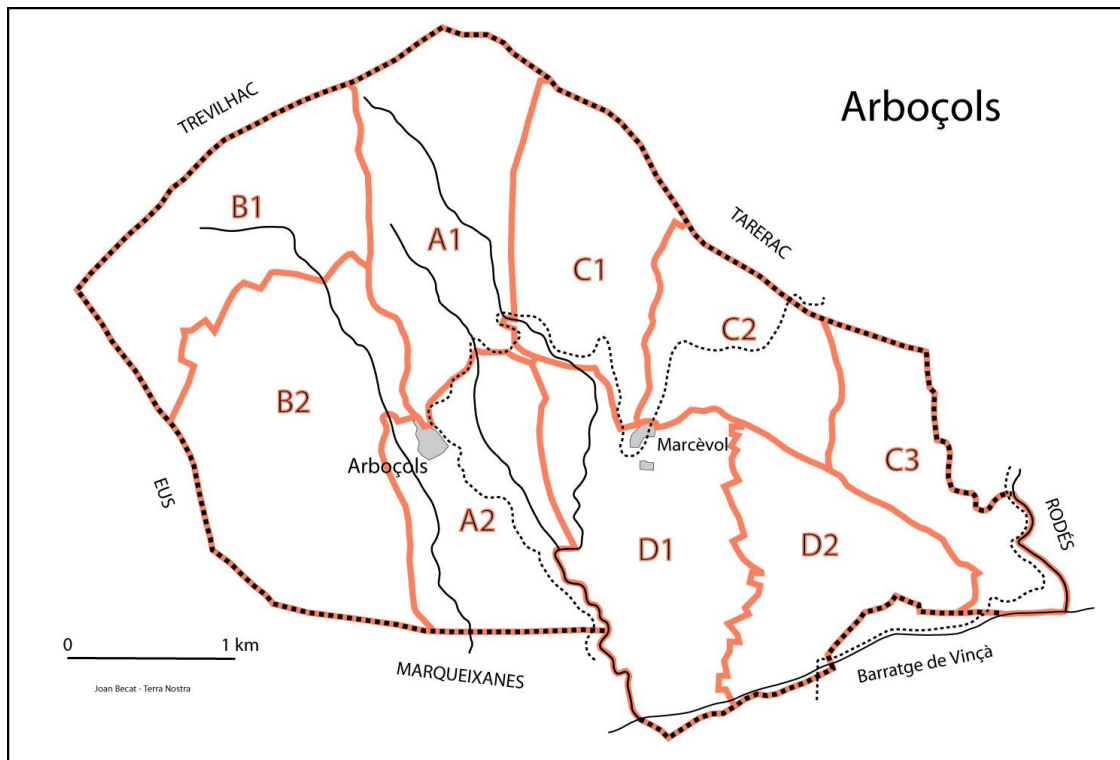 Arboçols
TREVILHAC
B1
A1
TARERAC
C1
C2
B2
Arboçols
Marcèvol
C3
EUS
A2
RODÉS
D1
D2
0 1 km
MARQUEIXANES
Barratge de Vinçà
Joan Becat - Terra Nostra